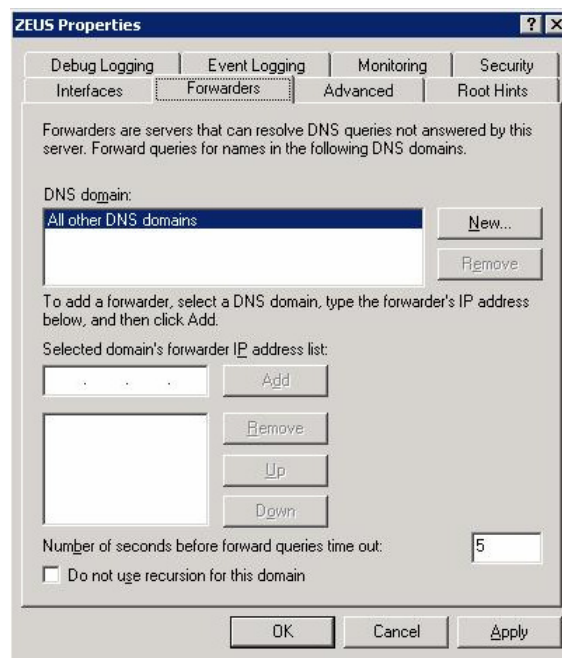 ZEUS Properties
Debug Logging Event Logging Monitoring Security
Interfaces Forwarders Advanced Root Hints
Forwarders are servers that can resolve DNS queries not answered by this
server. Forward queries for names in the following DNS domains.
DNS domain:
All other DNS domains
New...
Remove
To add a forwarder, select a DNS domain, type the forwarder's IP address
below, and then click Add.
Selected domain's forwarder IP address list:
. . . Add
Remove
Up
Down
Number of seconds before forward queries time out: 5
Do not use recursion for this domain
OK Cancel Apply